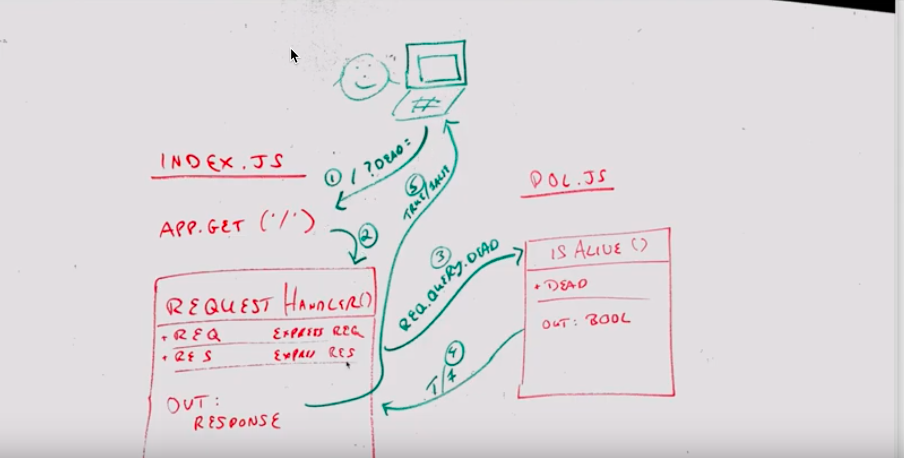 INDEX.JS
① / ?DEAD=
⑤ TRUE/FALSE
DOL.JS
APP.GET ('/')
②
③ REQ.QUERY.DEAD
IS ALIVE()
+ DEAD
OUT: BOOL
REQUEST HANDLER()
+ REQ EXPRESS REQ
+ RES EXPRESS RES
④ T/F
OUT:
RESPONSE
#